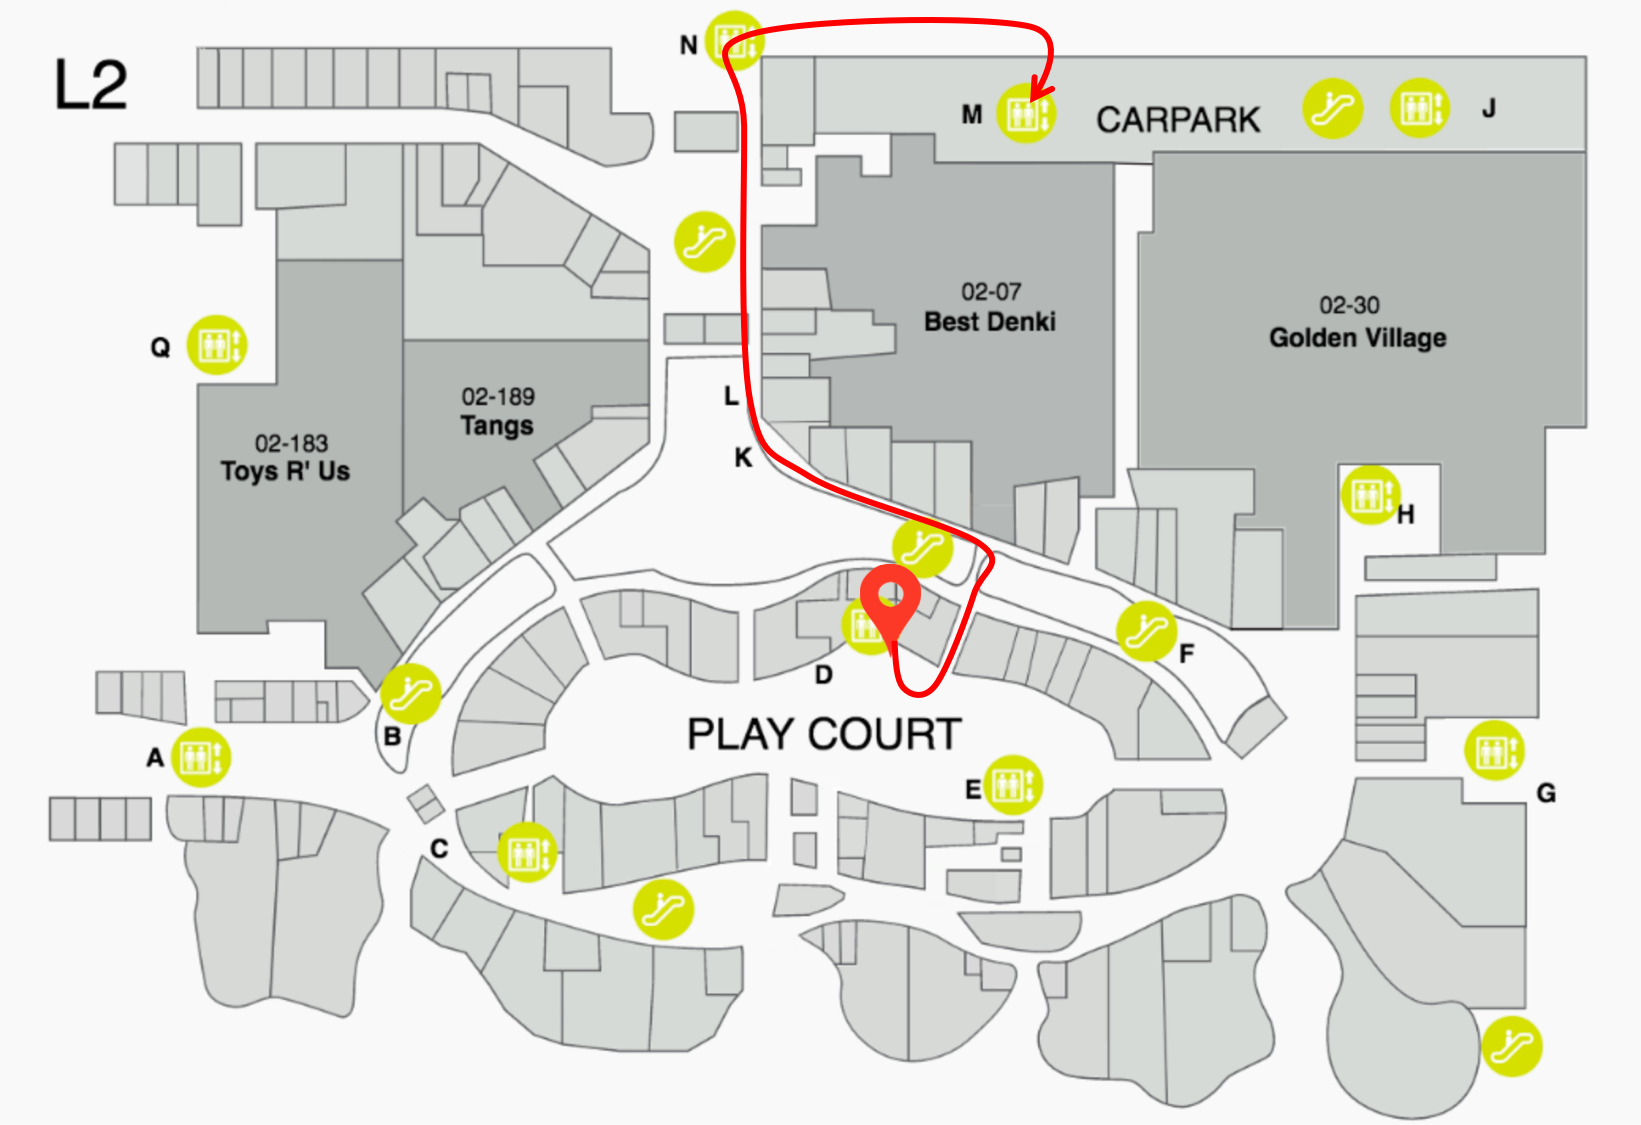 L2
N
M
CARPARK
J
02-07
Best Denki
02-30
Golden Village
Q
02-189
Tangs
L
02-183
Toys R' Us
K
H
F
D
B
PLAY COURT
A
E
G
C